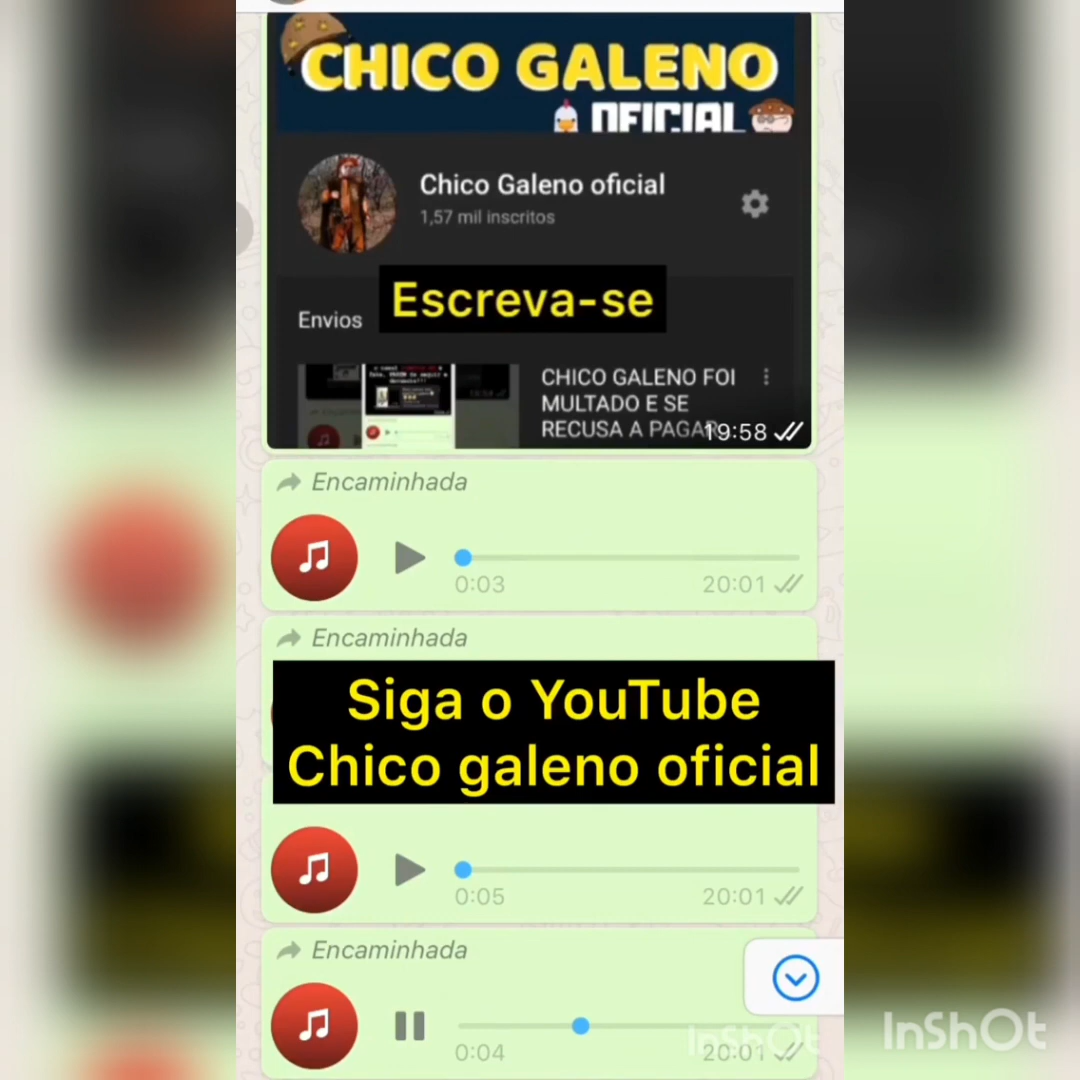 CHICO GALENO
OFICIAL
Chico Galeno oficial
1,57 mil inscritos
Escreva-se
Envios
CHICO GALENO FOI
MULTADO E SE
RECUSA A PAGAR
19:58
Encaminhada
0:03
20:01
Encaminhada
Siga o YouTube
Chico galeno oficial
0:05
20:01
Encaminhada
0:04
20:01
InShOt
InShOt